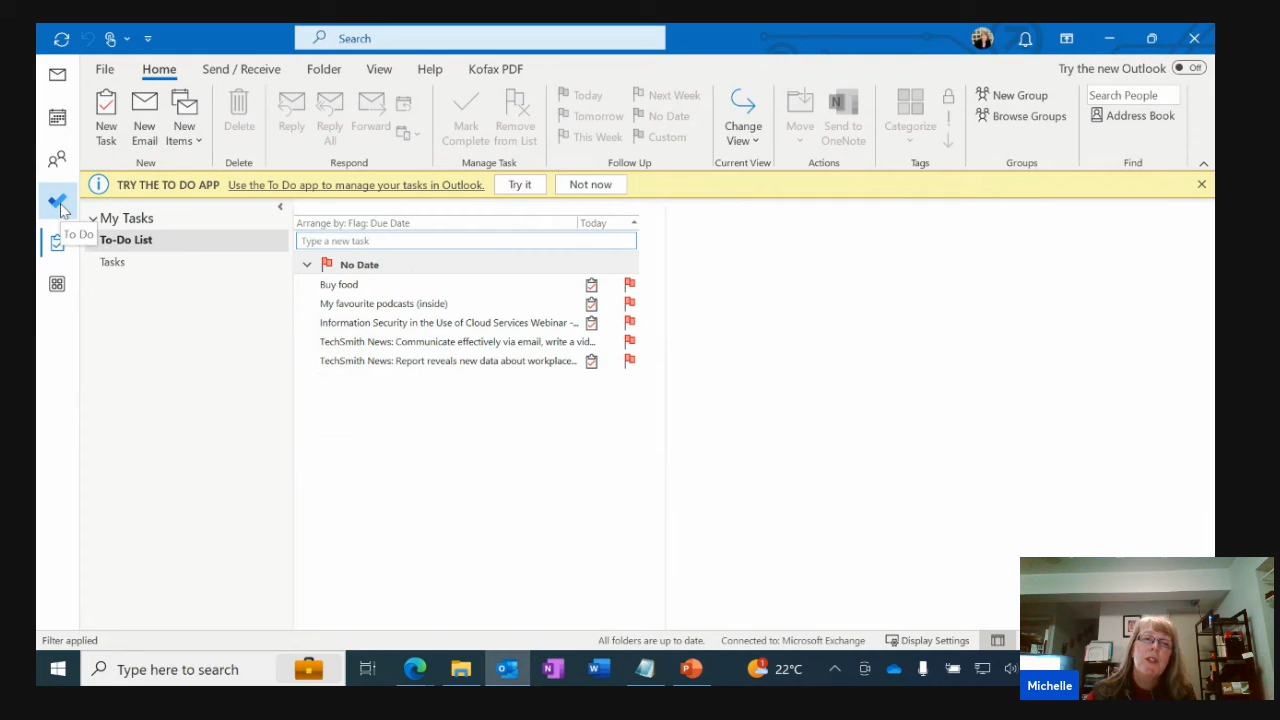 Search
File Home Send / Receive Folder View Help Kofax PDF
Try the new Outlook Off
New Task
New Email
New Items
New
Delete
Delete
Reply
Reply All
Forward
Respond
Mark Complete
Remove from List
Manage Task
Today
Tomorrow
This Week
Next Week
No Date
Custom
Follow Up
Change View
Current View
Move
Send to OneNote
Actions
Categorize
Tags
New Group
Browse Groups
Groups
Search People
Address Book
Find
TRY THE TO DO APP Use the To Do app to manage your tasks in Outlook. Try it Not now
To Do
My Tasks
To-Do List
Tasks
Arrange by: Flag: Due Date Today
Type a new task
No Date
Buy food
My favourite podcasts (inside)
Information Security in the Use of Cloud Services Webinar -...
TechSmith News: Communicate effectively via email, write a vid...
TechSmith News: Report reveals new data about workplace...
Filter applied
All folders are up to date. Connected to: Microsoft Exchange Display Settings
Type here to search
22°C
Michelle